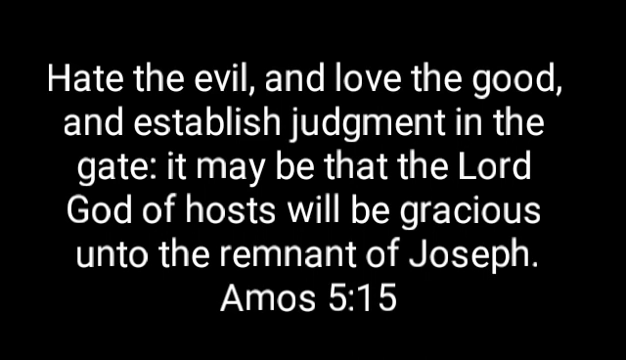 Hate the evil, and love the good,
and establish judgment in the
gate: it may be that the Lord
God of hosts will be gracious
unto the remnant of Joseph.
Amos 5:15